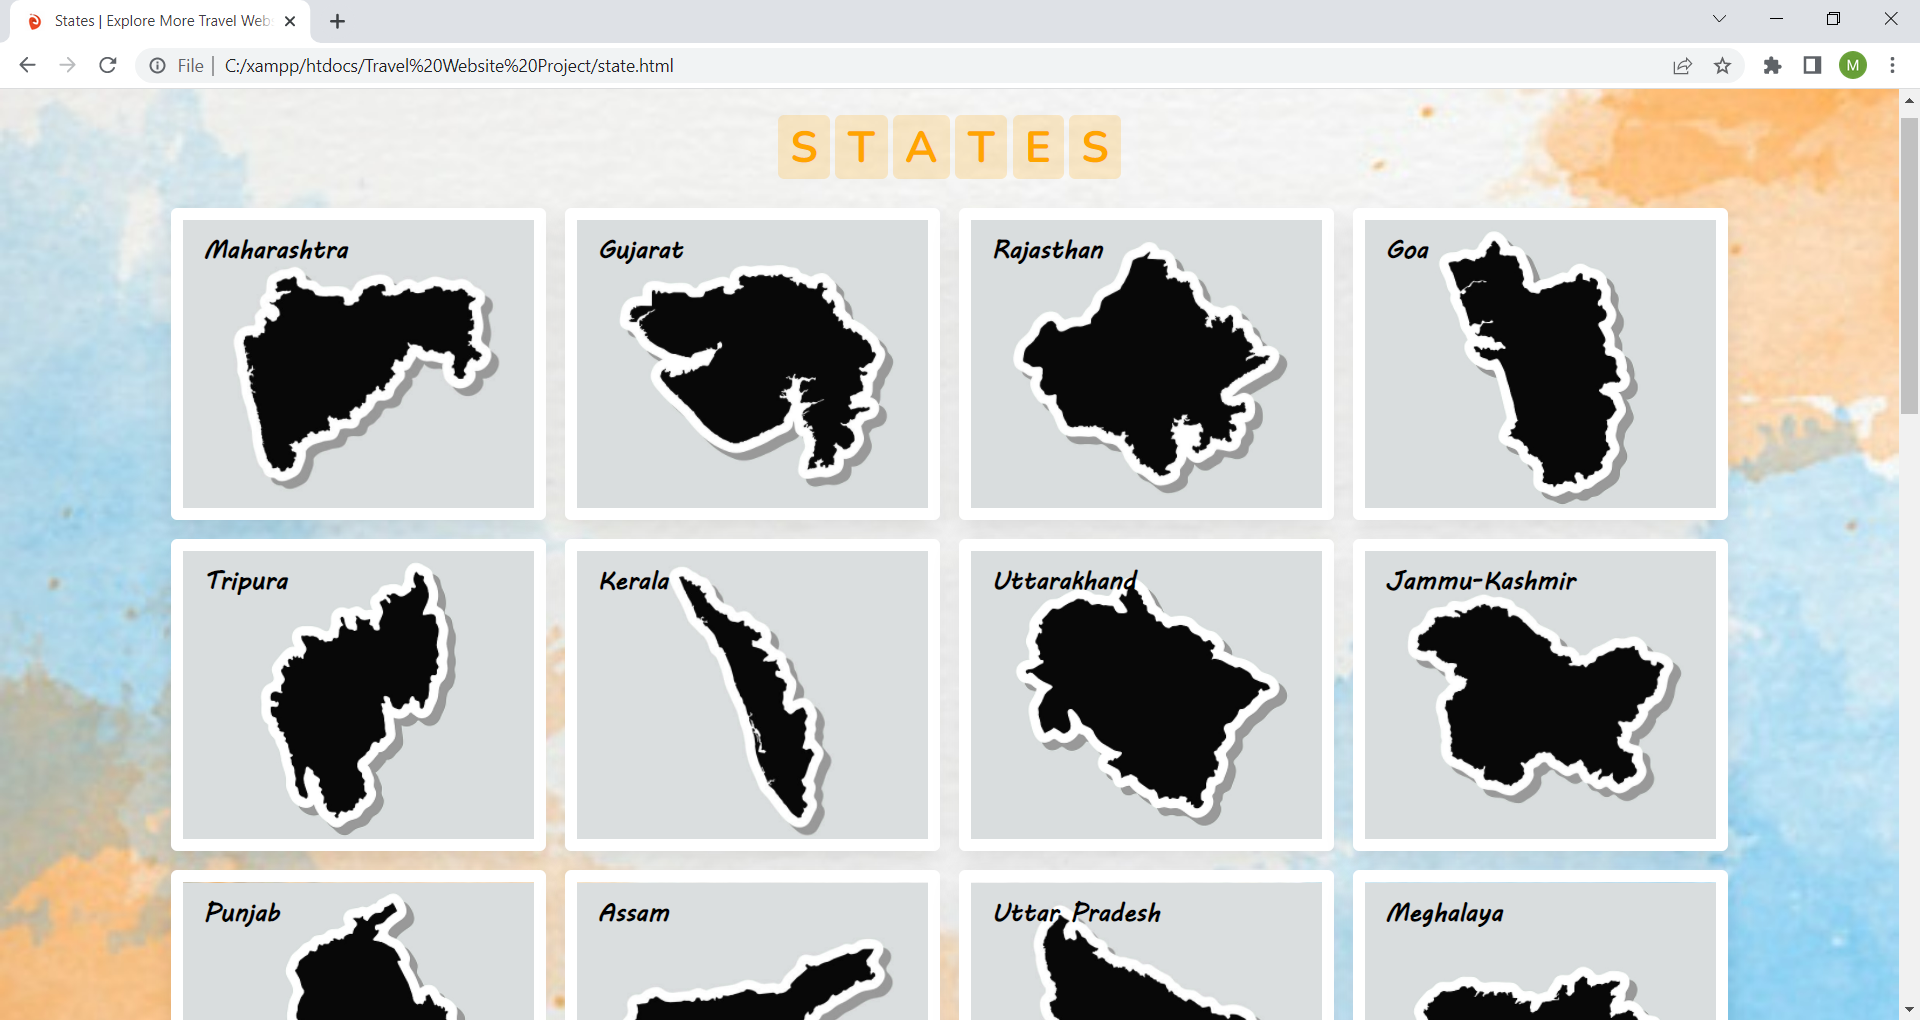 States | Explore More Travel Web
File | C:/xampp/htdocs/Travel%20Website%20Project/state.html
M
STATES
Maharashtra
Gujarat
Rajasthan
Goa
Tripura
Kerala
Uttarakhand
Jammu-Kashmir
Punjab
Assam
Uttar Pradesh
Meghalaya